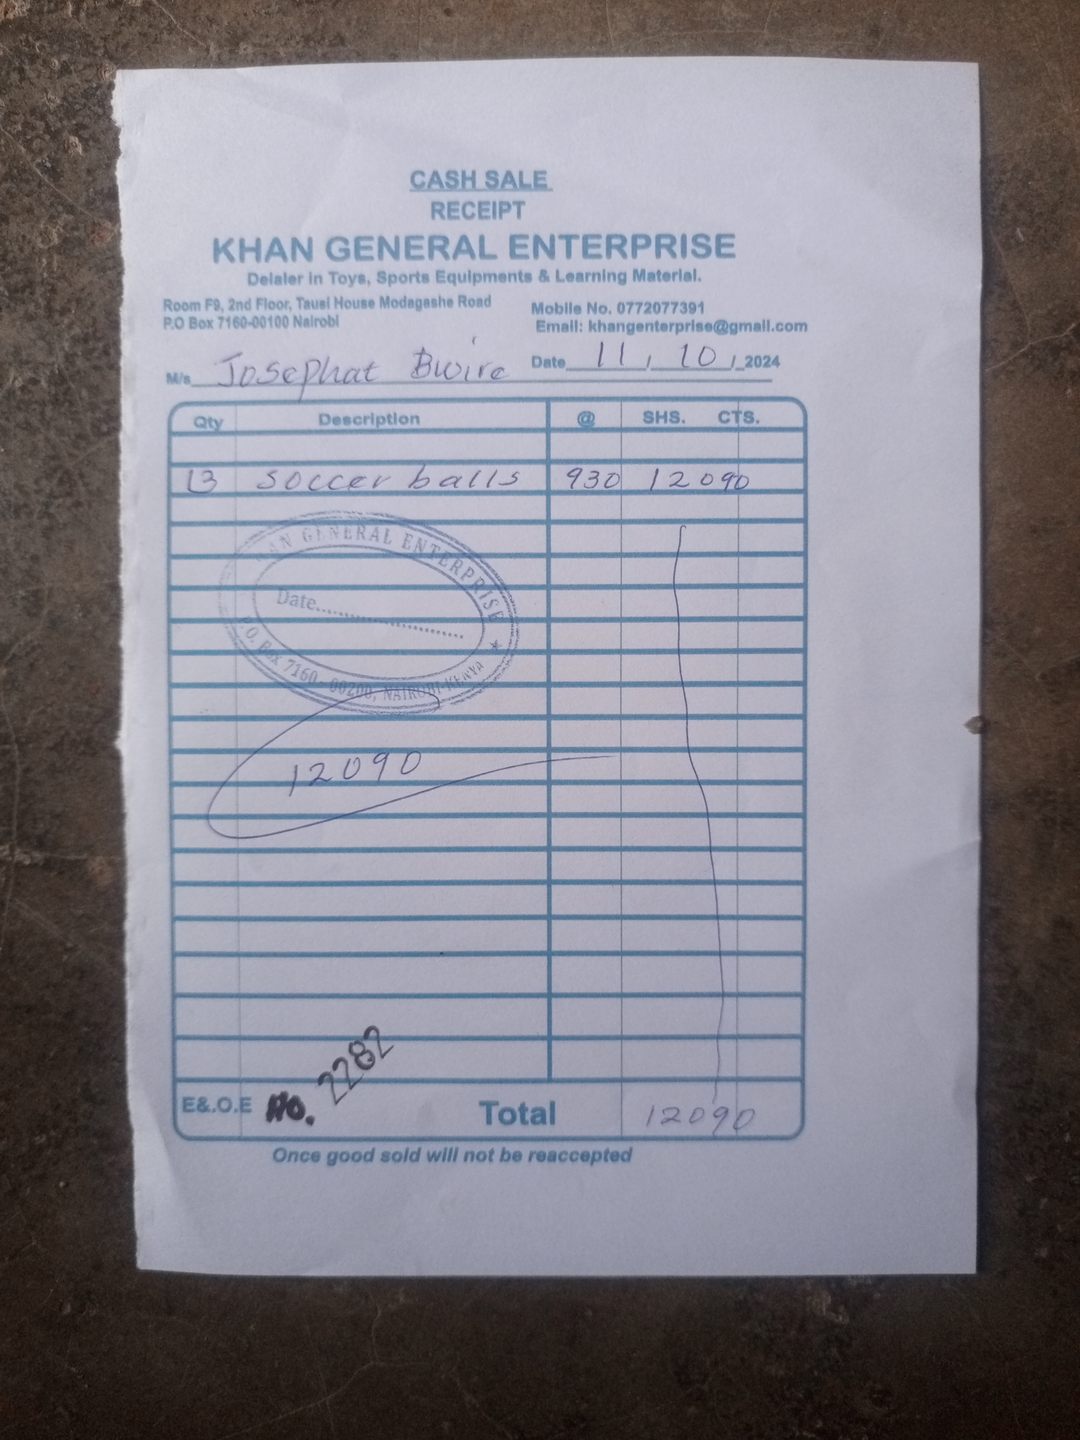 CASH SALE
RECEIPT
KHAN GENERAL ENTERPRISE
Delaler in Toys, Sports Equipments & Learning Material.
Room F9, 2nd Floor, Tausi House Modagashe Road
P.O Box 7160-00100 Nairobi
Mobile No. 0772077391
Email: khangenterprise@gmail.com
M/s Josephat Bwire Date 11 / 10 / 2024
Qty Description @ SHS. CTS.
13 soccer balls 930 12090
KHAN GENERAL ENTERPRISE
Date....................
P.O. Box 7160 - 00200, NAIROBI-KENYA ★
12090
E&.O.E No. 2282 Total 12090
Once good sold will not be reaccepted